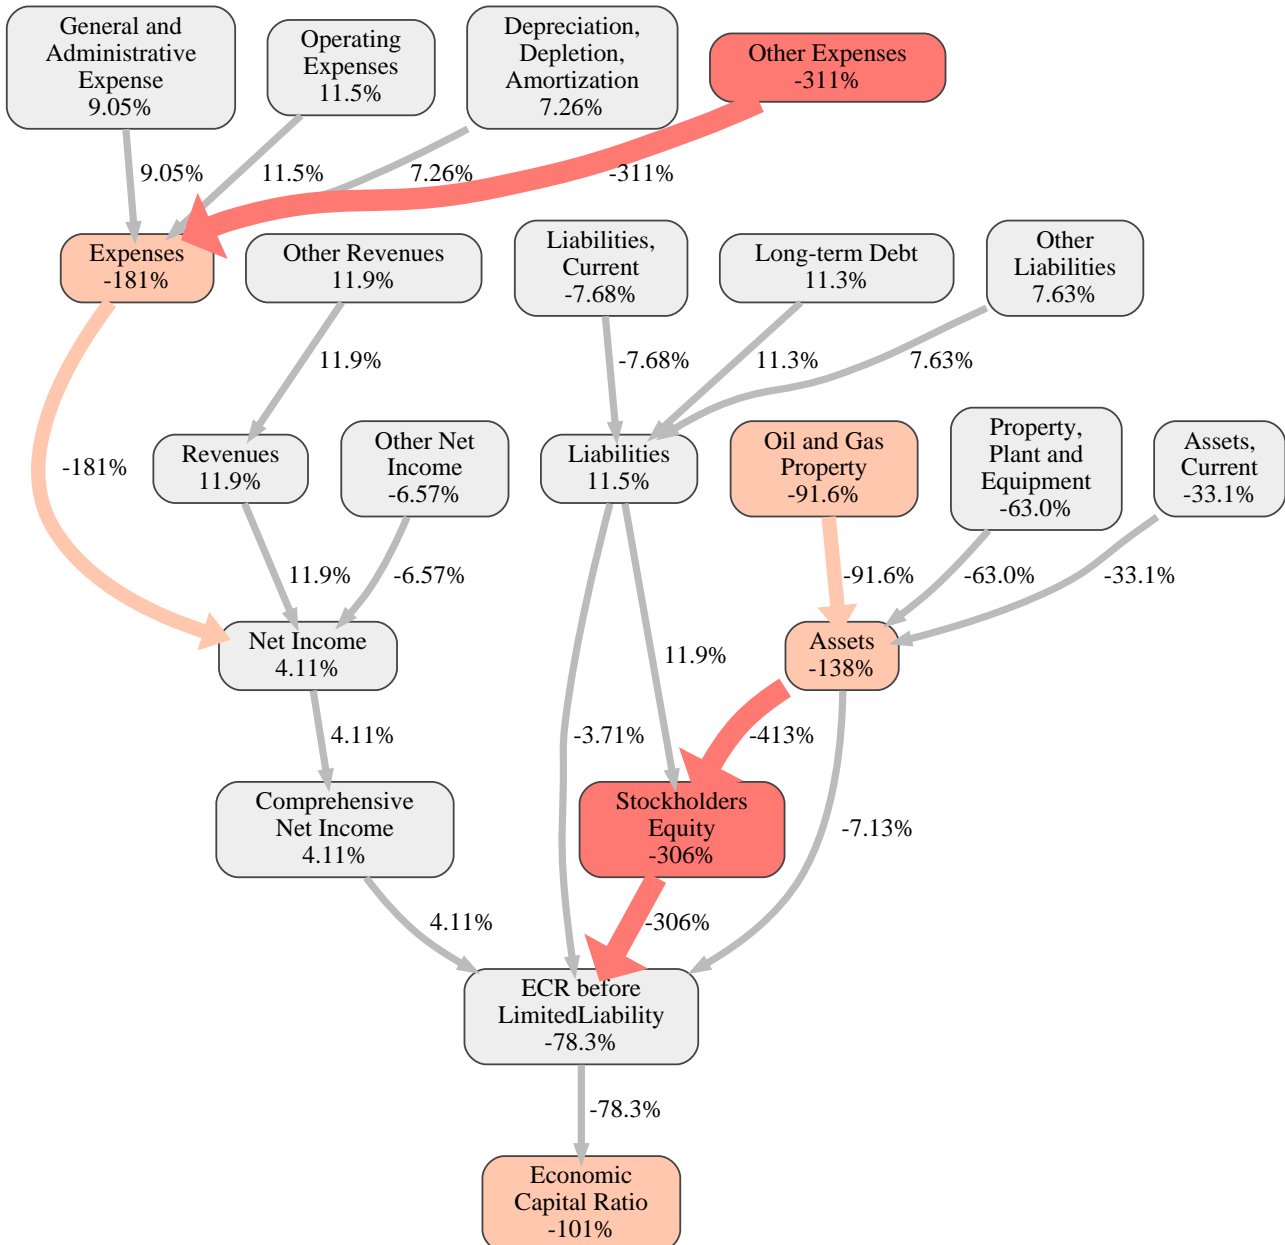 General and
Administrative
Expense
9.05%
Operating
Expenses
11.5%
Depreciation,
Depletion,
Amortization
7.26%
Other Expenses
-311%
9.05%
11.5%
7.26%
-311%
Expenses
-181%
Other Revenues
11.9%
Liabilities,
Current
-7.68%
Long-term Debt
11.3%
Other
Liabilities
7.63%
11.9%
-7.68%
11.3%
7.63%
-181%
Revenues
11.9%
Other Net
Income
-6.57%
Liabilities
11.5%
Oil and Gas
Property
-91.6%
Property,
Plant and
Equipment
-63.0%
Assets,
Current
-33.1%
11.9%
-6.57%
-91.6%
-63.0%
-33.1%
Net Income
4.11%
11.9%
Assets
-138%
4.11%
-3.71%
-413%
Comprehensive
Net Income
4.11%
Stockholders
Equity
-306%
-7.13%
4.11%
-306%
ECR before
LimitedLiability
-78.3%
-78.3%
Economic
Capital Ratio
-101%